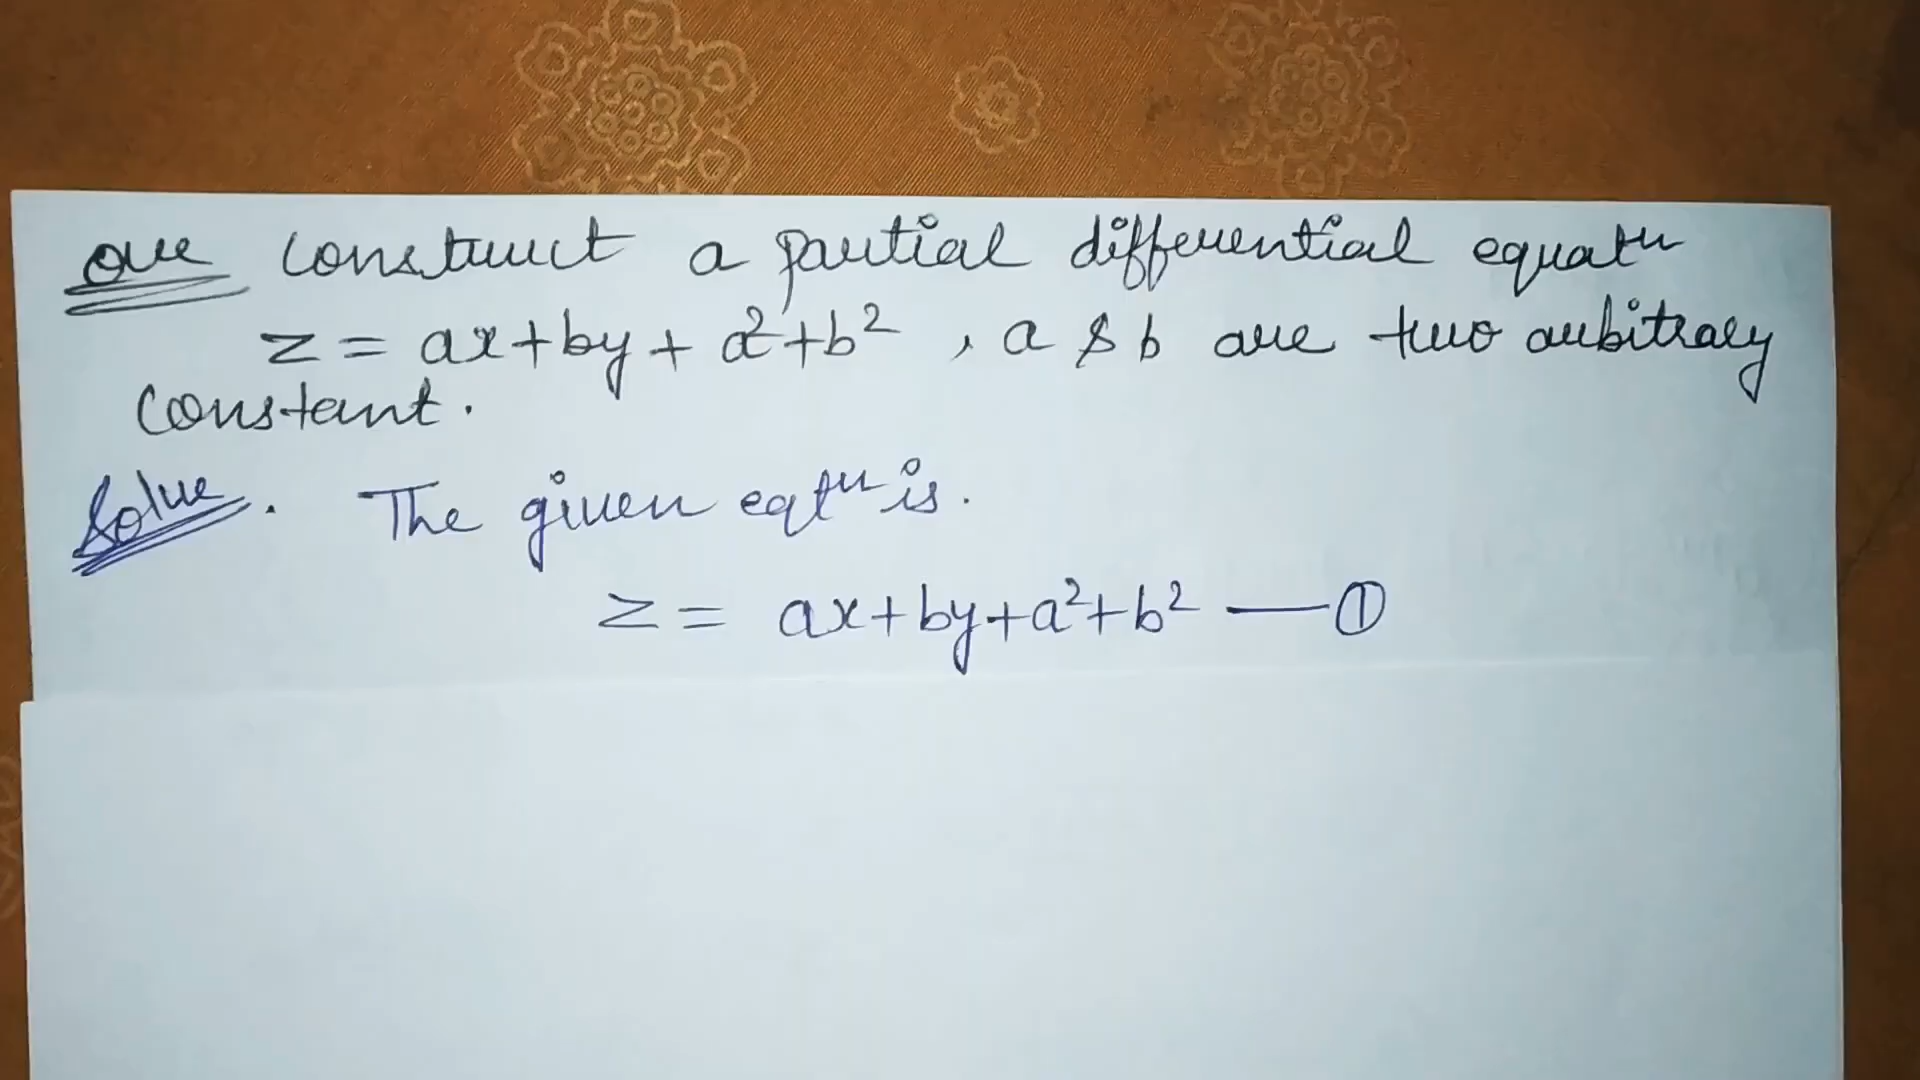 Que Construct a partial differential equatn
z = ax+by + a²+b² , a & b are two arbitrary
Constant.
Solve. The given eqtn is.
z = ax+by+a²+b² —①